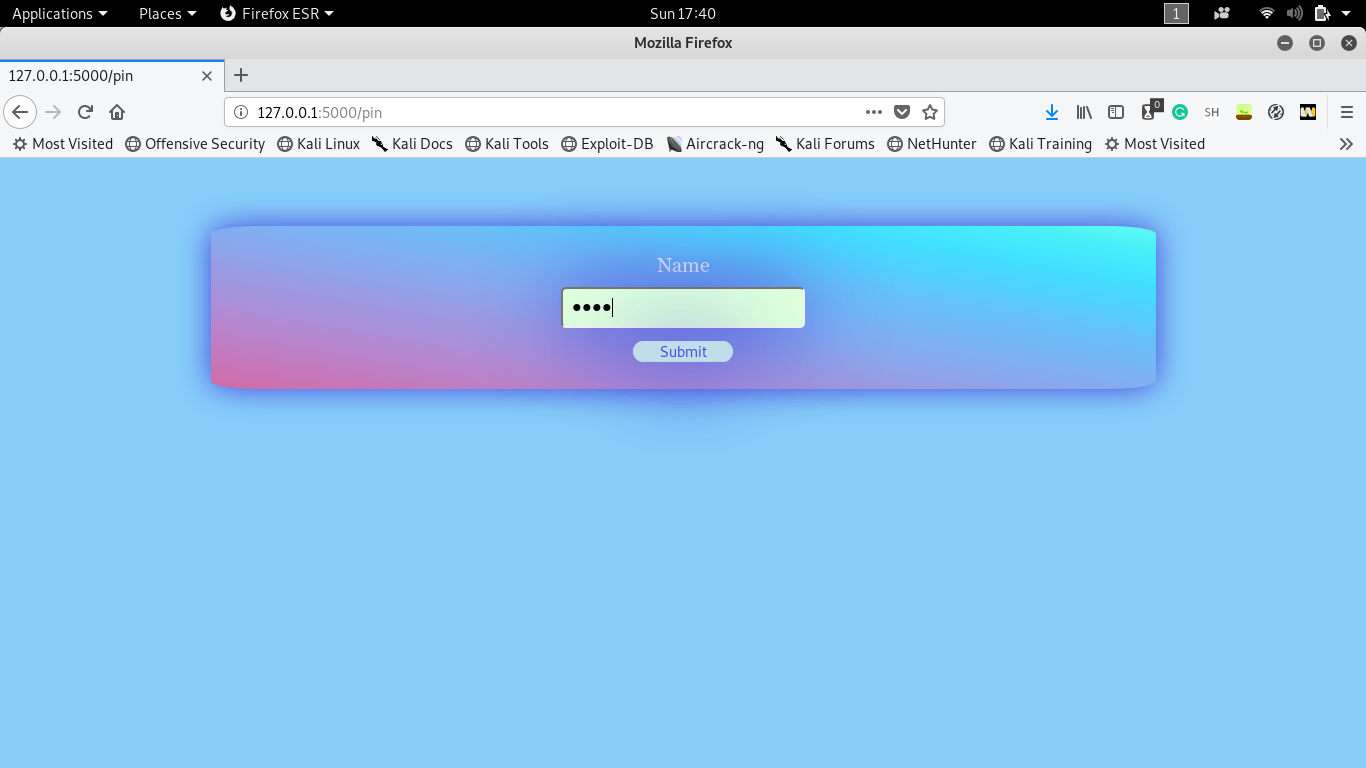 Applications Places Firefox ESR Sun 17:40 1
Mozilla Firefox
127.0.0.1:5000/pin
127.0.0.1:5000/pin 0 SH
Most Visited Offensive Security Kali Linux Kali Docs Kali Tools Exploit-DB Aircrack-ng Kali Forums NetHunter Kali Training Most Visited
Name
••••
Submit